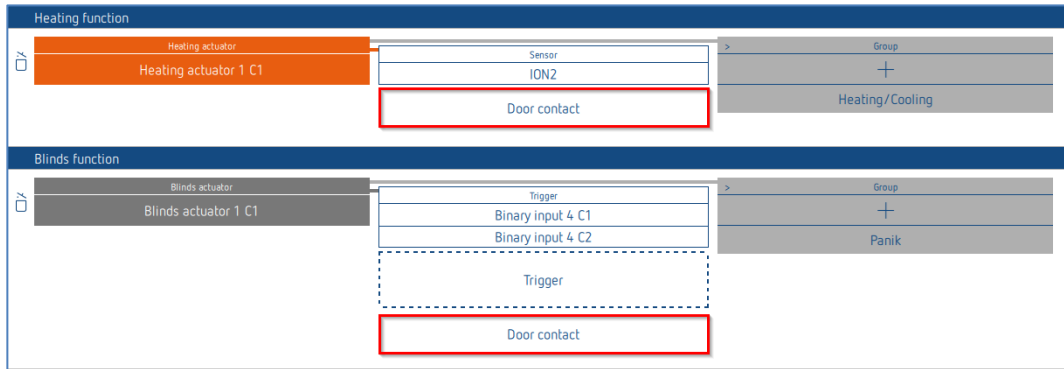 Heating function
Heating actuator
Heating actuator 1 C1
Sensor
ION2
Door contact
> Group
+
Heating/Cooling
Blinds function
Blinds actuator
Blinds actuator 1 C1
Trigger
Binary input 4 C1
Binary input 4 C2
Trigger
Door contact
> Group
+
Panik